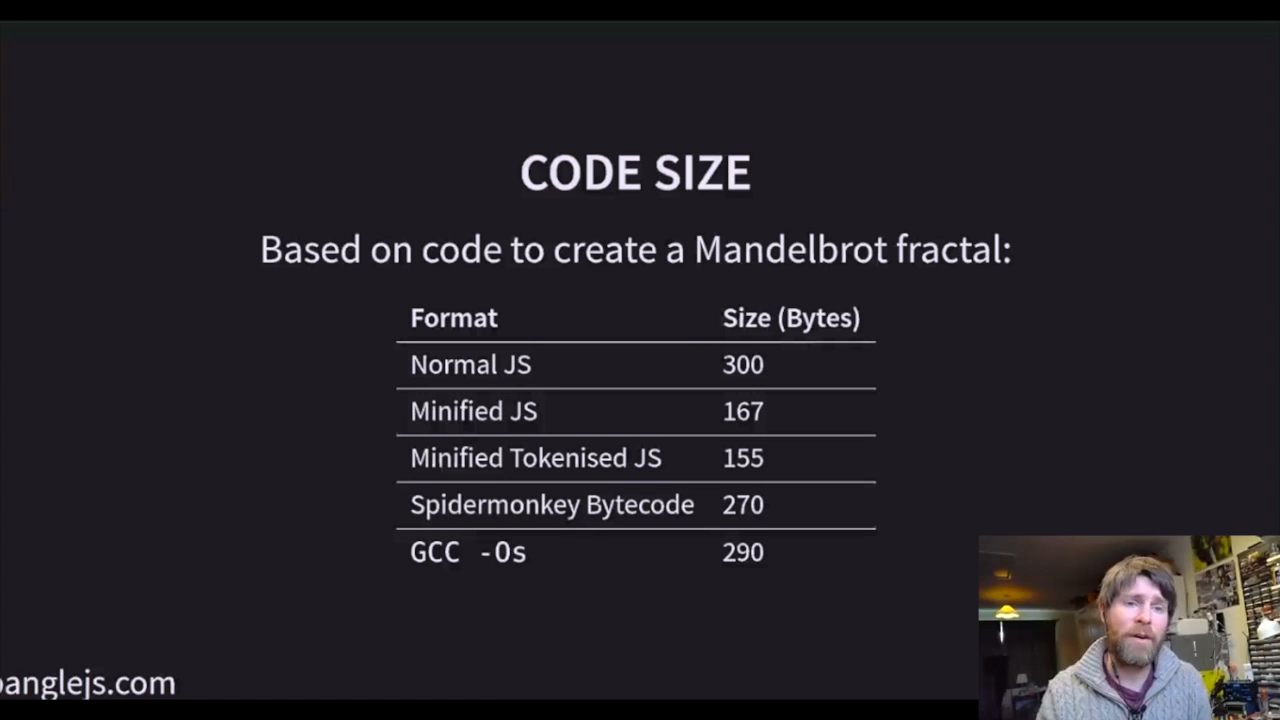 CODE SIZE
Based on code to create a Mandelbrot fractal:
Format Size (Bytes)
Normal JS 300
Minified JS 167
Minified Tokenised JS 155
Spidermonkey Bytecode 270
GCC -Os 290
banglejs.com